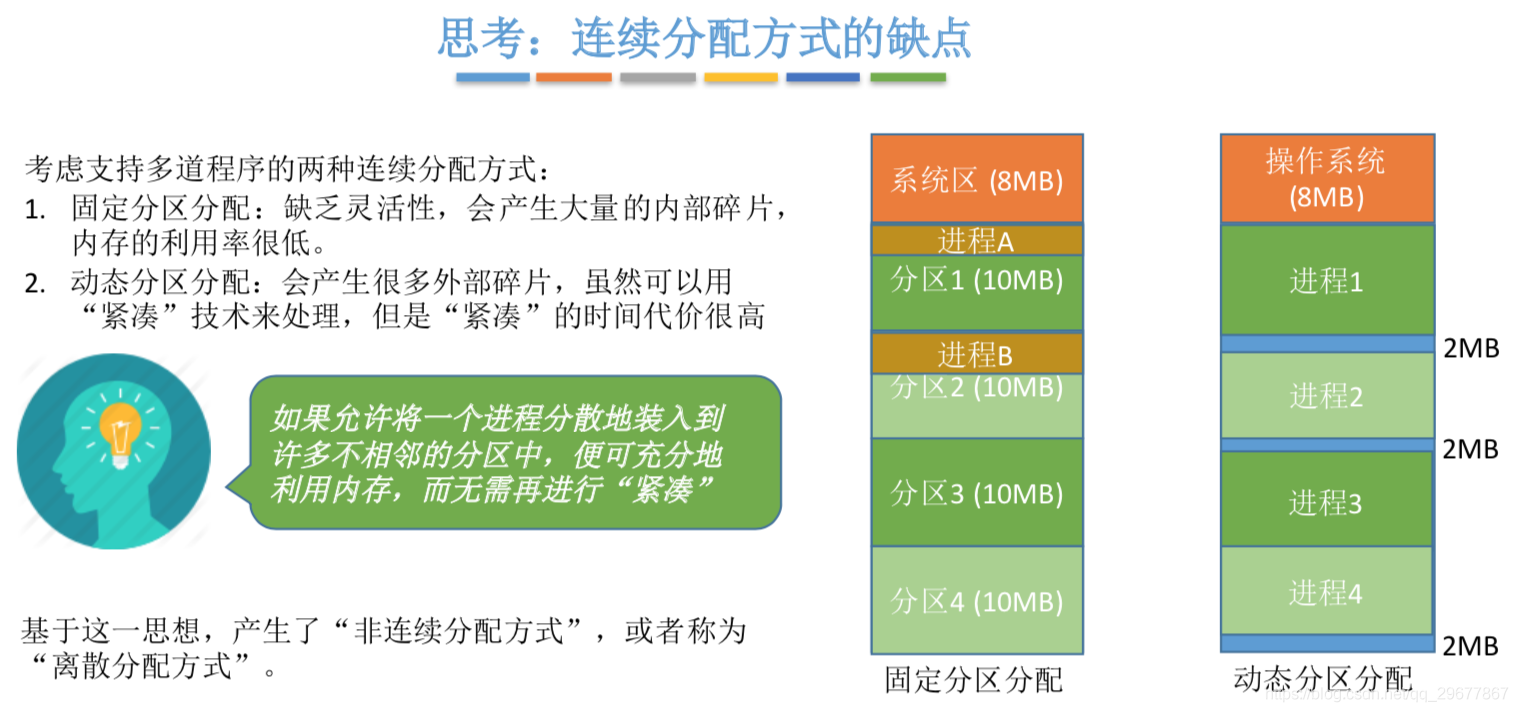 思考：连续分配方式的缺点
考虑支持多道程序的两种连续分配方式：
1. 固定分区分配：缺乏灵活性，会产生大量的内部碎片，
内存的利用率很低。
2. 动态分区分配：会产生很多外部碎片，虽然可以用
“紧凑”技术来处理，但是“紧凑”的时间代价很高
如果允许将一个进程分散地装入到
许多不相邻的分区中，便可充分地
利用内存，而无需再进行“紧凑”
基于这一思想，产生了“非连续分配方式”，或者称为
“离散分配方式”。
系统区 (8MB)
进程A
分区1 (10MB)
进程B
分区2 (10MB)
分区3 (10MB)
分区4 (10MB)
固定分区分配
操作系统
(8MB)
进程1
2MB
进程2
2MB
进程3
进程4
2MB
动态分区分配
https://blog.csdn.net/qq_29677867